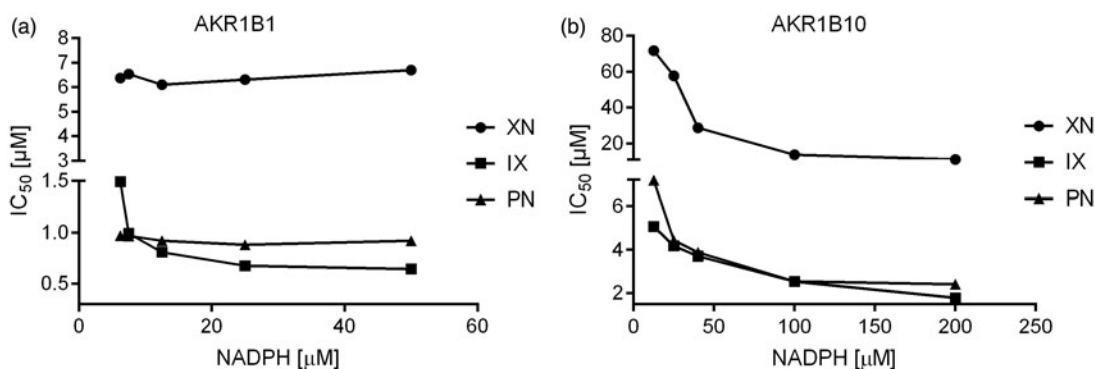 (a)
AKR1B1
8
7
6
5
4
3
1.5
1.0
0.5
IC50 [μM]
0
20
40
60
NADPH [μM]
XN
IX
PN
(b)
AKR1B10
80
60
40
20
6
4
2
IC50 [μM]
0
50
100
150
200
250
NADPH [μM]
XN
IX
PN